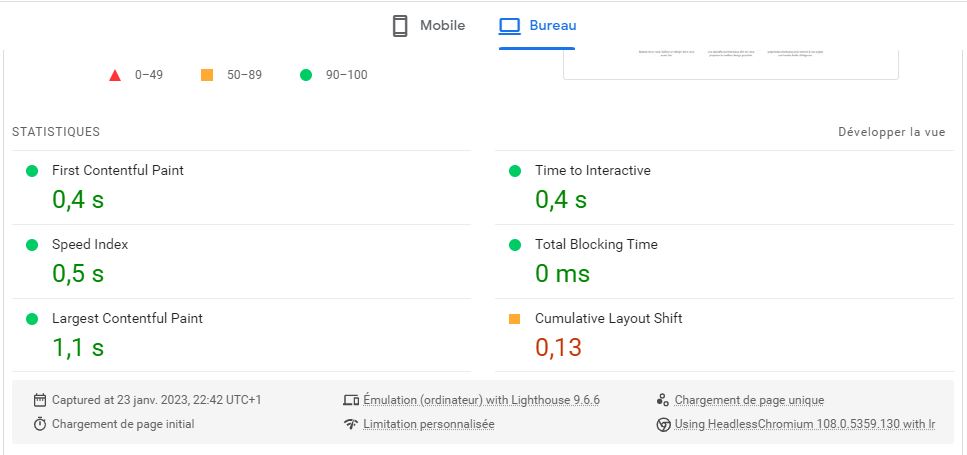 Mobile Bureau
0–49 50–89 90–100
STATISTIQUES Développer la vue
First Contentful Paint Time to Interactive
0,4 s 0,4 s
Speed Index Total Blocking Time
0,5 s 0 ms
Largest Contentful Paint Cumulative Layout Shift
1,1 s 0,13
Captured at 23 janv. 2023, 22:42 UTC+1 Émulation (ordinateur) with Lighthouse 9.6.6 Chargement de page unique
Chargement de page initial Limitation personnalisée Using HeadlessChromium 108.0.5359.130 with lr